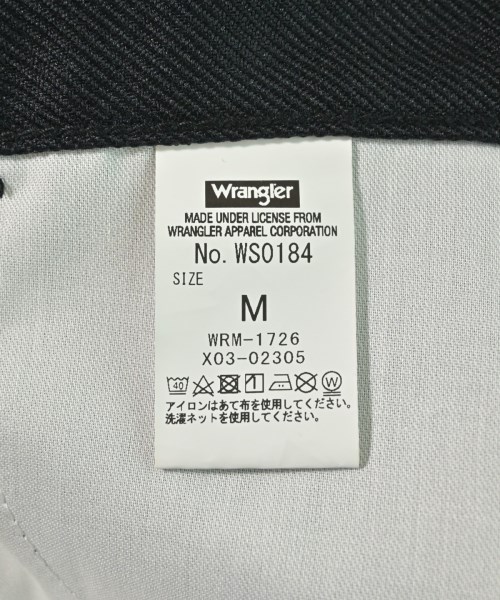 Wrangler
MADE UNDER LICENSE FROM
WRANGLER APPAREL CORPORATION
No. WS0184
SIZE
M
WRM-1726
X03-02305
40 W
アイロンはあて布を使用してください。
洗濯ネットを使用してください。